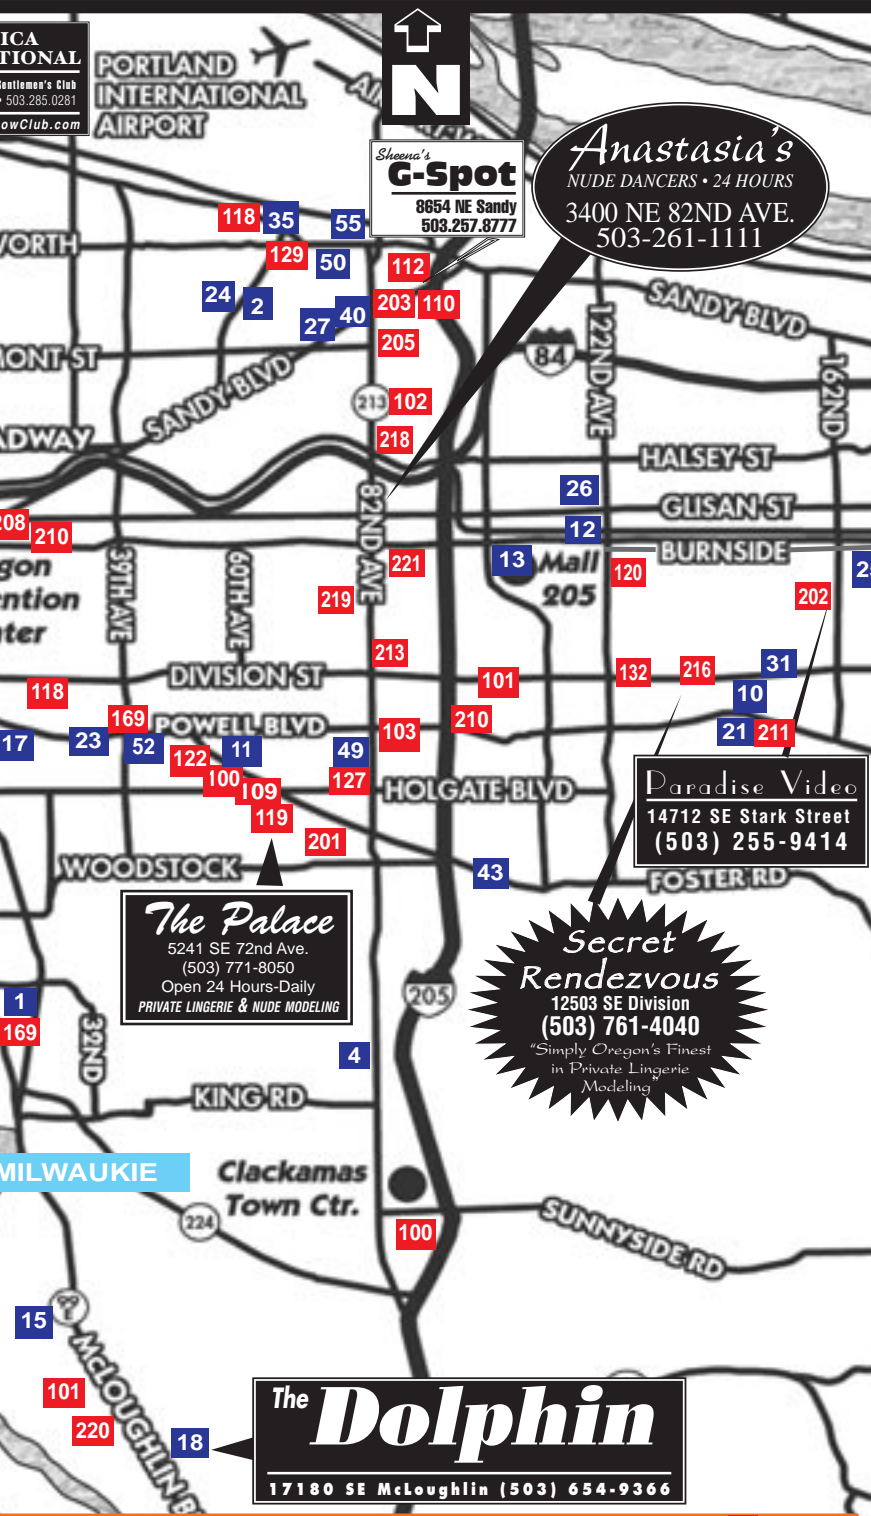 ICA
TIONAL
Gentlemen's Club
• 503.285.0281
owClub.com
PORTLAND
INTERNATIONAL
AIRPORT
N
Sheena's
G-Spot
8654 NE Sandy
503.257.8777
Anastasia's
NUDE DANCERS • 24 HOURS
3400 NE 82ND AVE.
503-261-1111
118
35
55
WORTH
129
50
112
24
2
203
110
27
40
205
SANDY BLVD
122ND AVE
84
162ND
MONT ST
SANDY BLVD
213
102
ADWAY
218
HALSEY ST
26
GLISAN ST
82ND AVE
208
210
12
BURNSIDE
39TH AVE
60TH AVE
221
13
Mall
205
120
25
gon
ention
ter
219
202
213
DIVISION ST
118
101
132
216
31
10
169
POWELL BLVD
103
210
21
211
17
23
52
11
49
122
100
109
127
HOLGATE BLVD
119
201
Paradise Video
14712 SE Stark Street
(503) 255-9414
WOODSTOCK
43
FOSTER RD
The Palace
5241 SE 72nd Ave.
(503) 771-8050
Open 24 Hours-Daily
PRIVATE LINGERIE & NUDE MODELING
Secret
Rendezvous
12503 SE Division
(503) 761-4040
"Simply Oregon's Finest
in Private Lingerie
Modeling"
205
1
169
32ND
4
KING RD
MILWAUKIE
Clackamas
Town Ctr.
224
100
SUNNYSIDE RD
99
E
15
McLOUGHLIN B
101
220
18
The
Dolphin
17180 SE McLoughlin (503) 654-9366